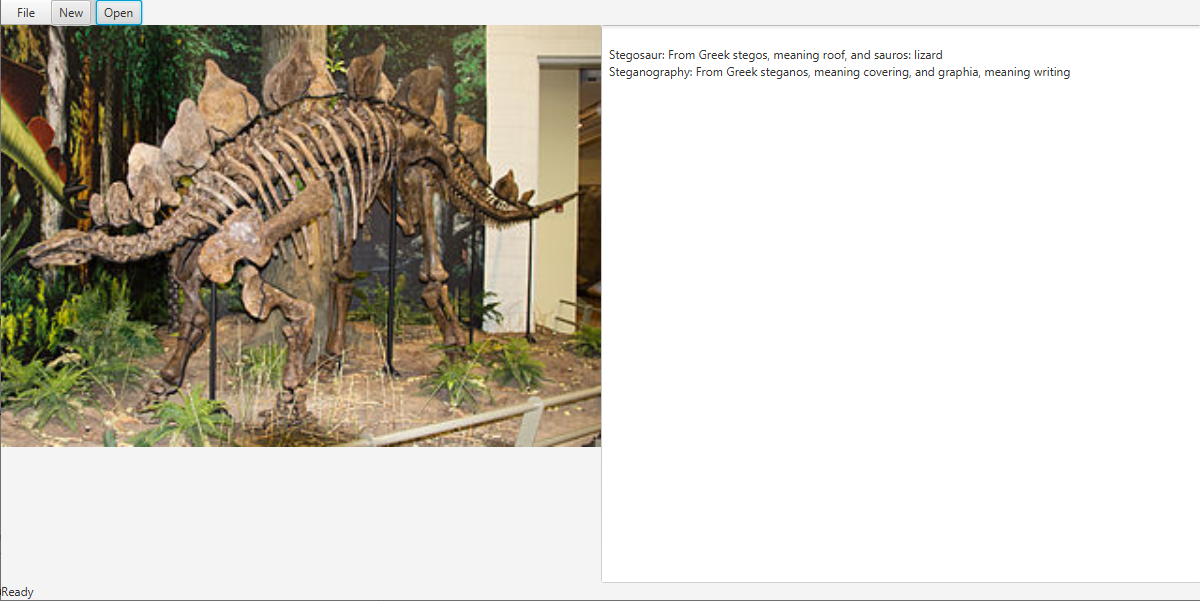 File New Open
Stegosaur: From Greek stegos, meaning roof, and sauros: lizard
Steganography: From Greek steganos, meaning covering, and graphia, meaning writing
Ready